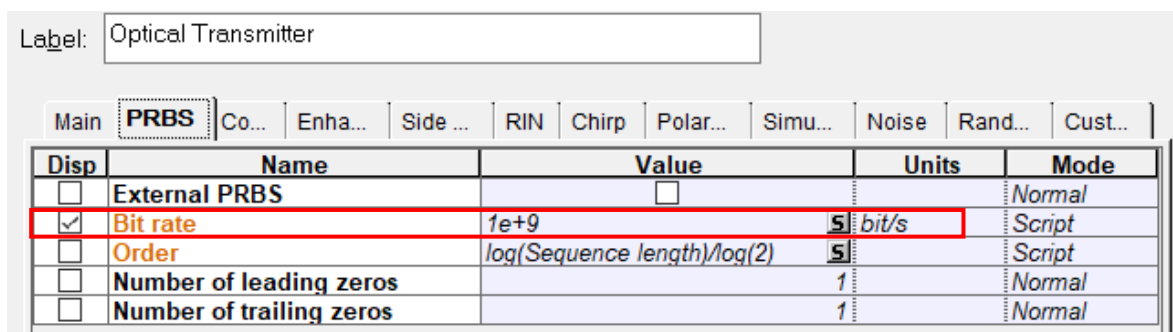 Label: Optical Transmitter
Main PRBS Co... Enha... Side ... RIN Chirp Polar... Simu... Noise Rand... Cust...
Disp Name Value Units Mode
External PRBS Normal
Bit rate 1e+9 S bit/s Script
Order log(Sequence length)/log(2) S Script
Number of leading zeros 1 Normal
Number of trailing zeros 1 Normal